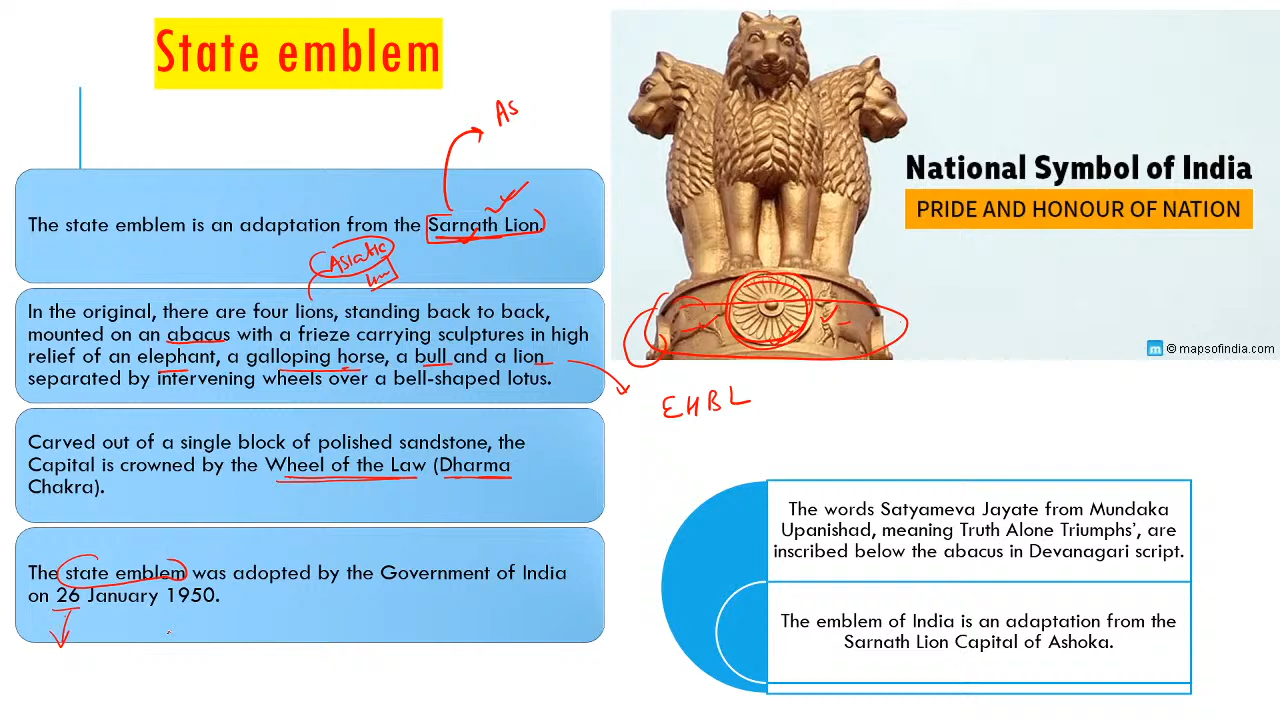 State emblem
As
The state emblem is an adaptation from the Sarnath Lion.
Asiatic
lion
In the original, there are four lions, standing back to back,
mounted on an abacus with a frieze carrying sculptures in high
relief of an elephant, a galloping horse, a bull and a lion
separated by intervening wheels over a bell-shaped lotus.
EHBL
Carved out of a single block of polished sandstone, the
Capital is crowned by the Wheel of the Law (Dharma
Chakra).
The state emblem was adopted by the Government of India
on 26 January 1950.
National Symbol of India
PRIDE AND HONOUR OF NATION
m © mapsofindia.com
The words Satyameva Jayate from Mundaka
Upanishad, meaning Truth Alone Triumphs’, are
inscribed below the abacus in Devanagari script.
The emblem of India is an adaptation from the
Sarnath Lion Capital of Ashoka.